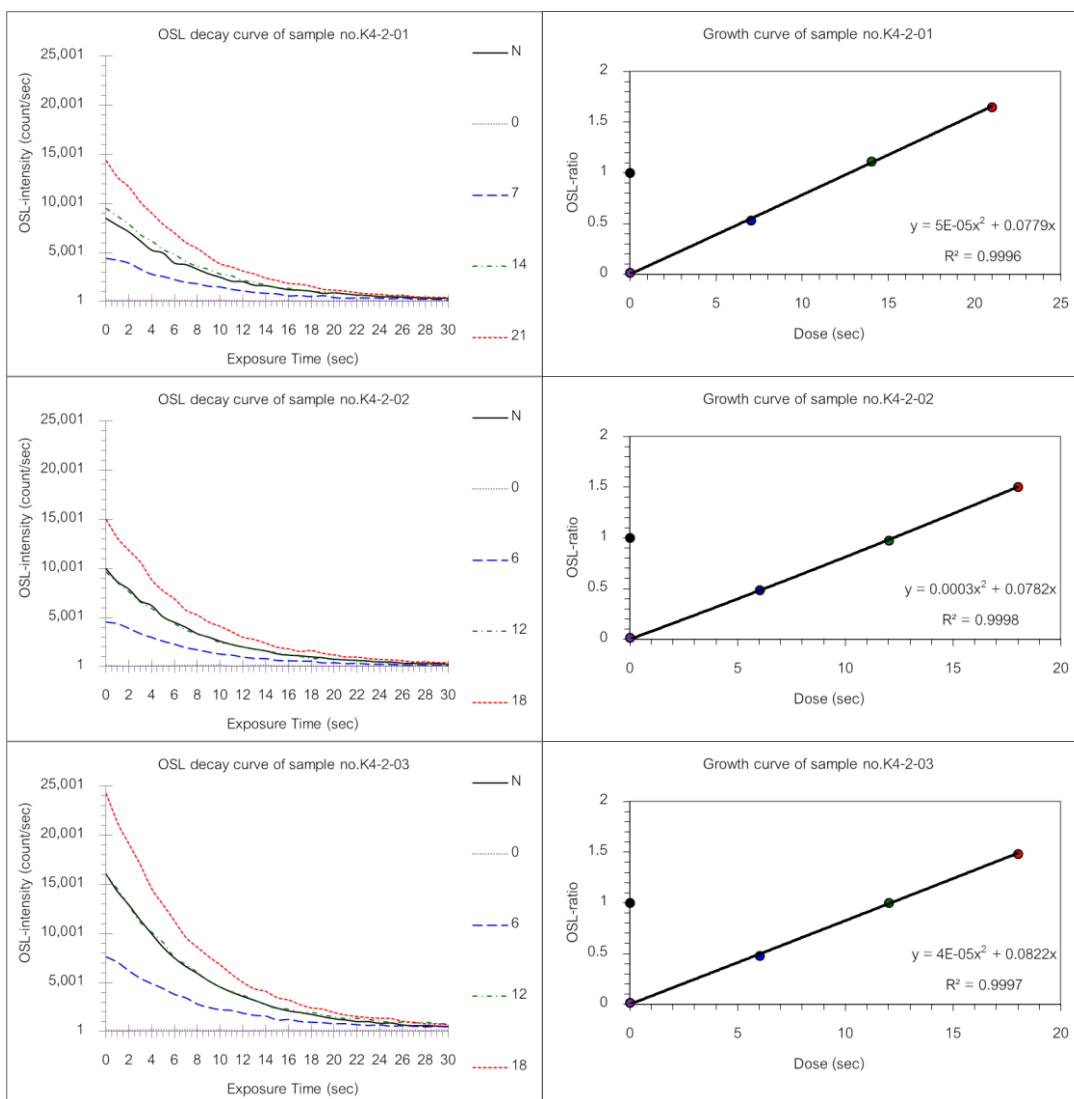 OSL decay curve of sample no.K4-2-01
25,001
20,001
15,001
10,001
5,001
1
OSL-intensity (count/sec)
0 2 4 6 8 10 12 14 16 18 20 22 24 26 28 30
Exposure Time (sec)
N
0
7
14
21
Growth curve of sample no.K4-2-01
2
1.5
1
0.5
0
OSL-ratio
y = 5E-05x² + 0.0779x
R² = 0.9996
0 5 10 15 20 25
Dose (sec)
OSL decay curve of sample no.K4-2-02
25,001
20,001
15,001
10,001
5,001
1
OSL-intensity (count/sec)
0 2 4 6 8 10 12 14 16 18 20 22 24 26 28 30
Exposure Time (sec)
N
0
6
12
18
Growth curve of sample no.K4-2-02
2
1.5
1
0.5
0
OSL-ratio
y = 0.0003x² + 0.0782x
R² = 0.9998
0 5 10 15 20
Dose (sec)
OSL decay curve of sample no.K4-2-03
25,001
20,001
15,001
10,001
5,001
1
OSL-intensity (count/sec)
0 2 4 6 8 10 12 14 16 18 20 22 24 26 28 30
Exposure Time (sec)
N
0
6
12
18
Growth curve of sample no.K4-2-03
2
1.5
1
0.5
0
OSL-ratio
y = 4E-05x² + 0.0822x
R² = 0.9997
0 5 10 15 20
Dose (sec)